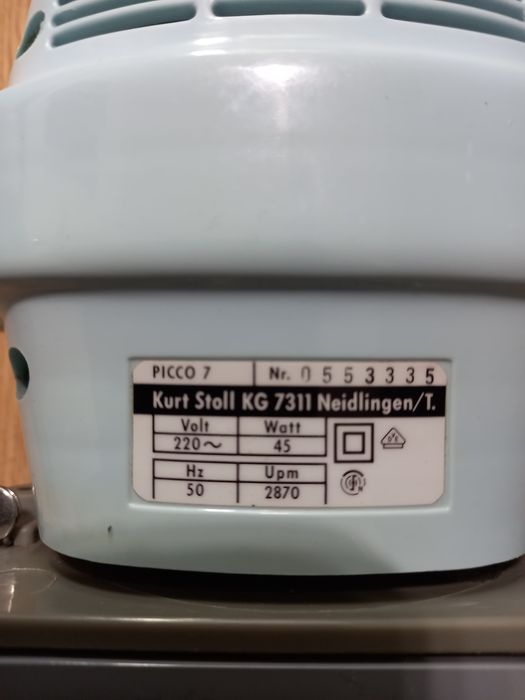 PICCO 7 Nr. 0553335
Kurt Stoll KG 7311 Neidlingen/T.
Volt Watt
220~ 45
Hz Upm
50 2870